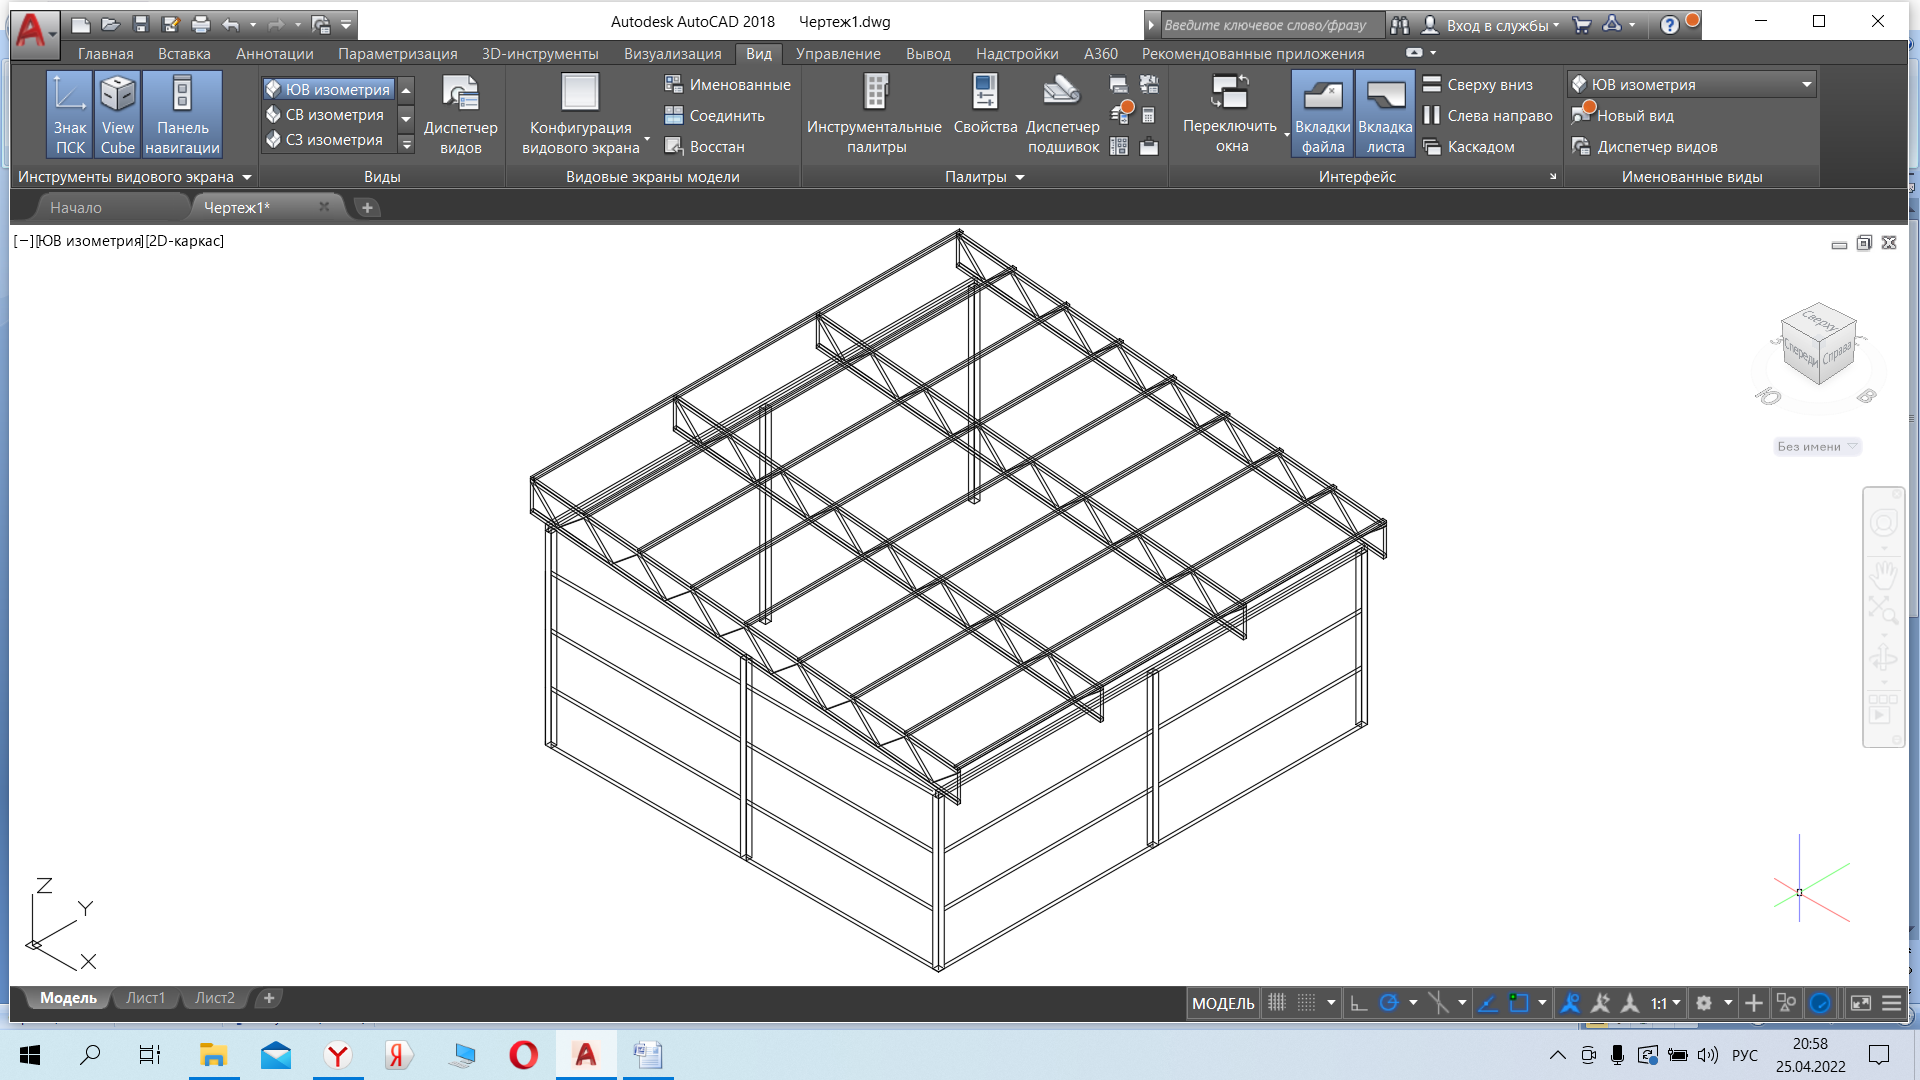 Autodesk AutoCAD 2018 Чертеж1.dwg
Введите ключевое слово/фразу
Вход в службы
Главная Вставка Аннотации Параметризация 3D-инструменты Визуализация Вид Управление Вывод Надстройки A360 Рекомендованные приложения
Знак ПСК
View Cube
Панель навигации
Инструменты видового экрана
ЮВ изометрия
СВ изометрия
СЗ изометрия
Диспетчер видов
Виды
Конфигурация видового экрана
Именованные
Соединить
Восстан
Видовые экраны модели
Инструментальные палитры
Свойства
Диспетчер подшивок
Палитры
Переключить окна
Вкладки файла
Вкладка листа
Сверху вниз
Слева направо
Каскадом
Интерфейс
ЮВ изометрия
Новый вид
Диспетчер видов
Именованные виды
Начало
Чертеж1*
[−][ЮВ изометрия][2D-каркас]
Сверху
Спереди
Справа
Ю
В
Без имени
Z
Y
X
Модель Лист1 Лист2
МОДЕЛЬ
1:1
РУС
20:58
25.04.2022